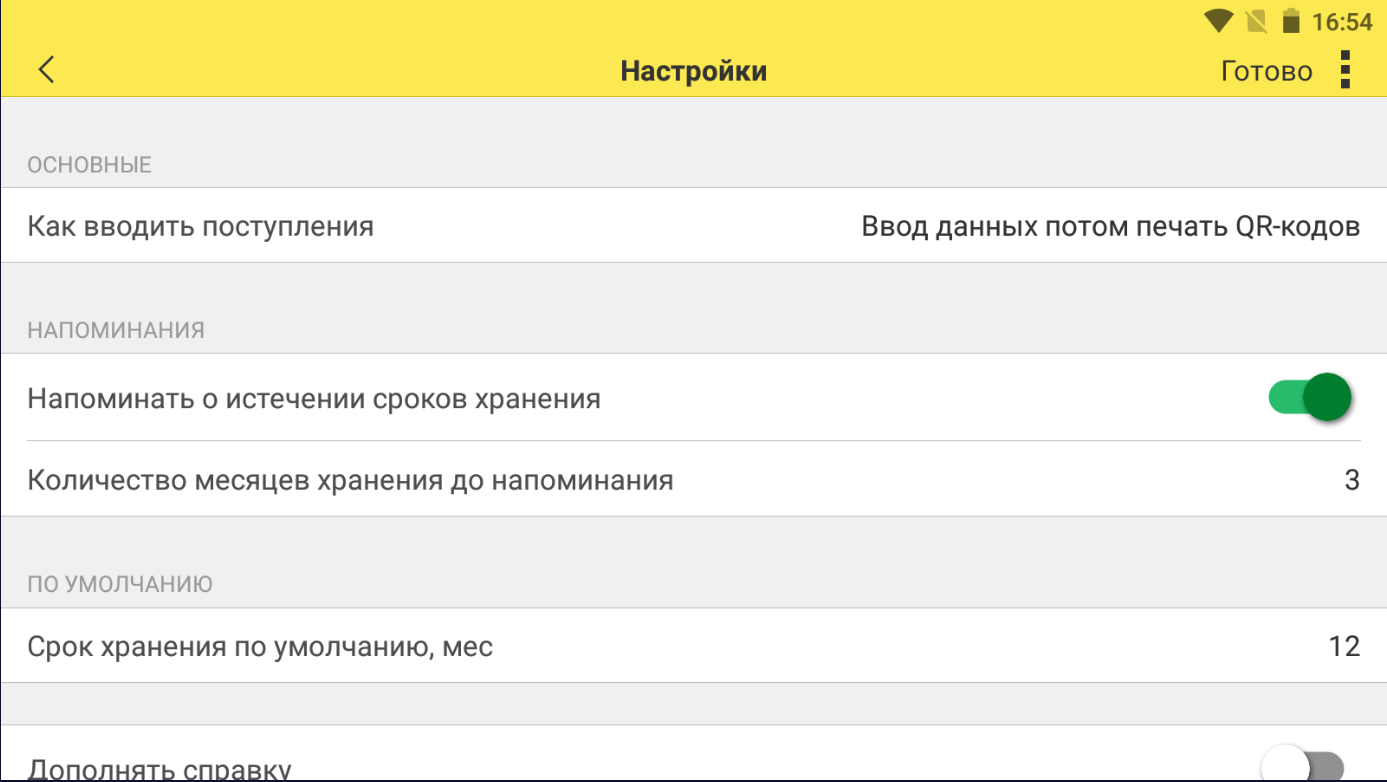 16:54
Настройки
Готово
ОСНОВНЫЕ
Как вводить поступления
Ввод данных потом печать QR-кодов
НАПОМИНАНИЯ
Напоминать о истечении сроков хранения
Количество месяцев хранения до напоминания
3
ПО УМОЛЧАНИЮ
Срок хранения по умолчанию, мес
12
Дополнять справку